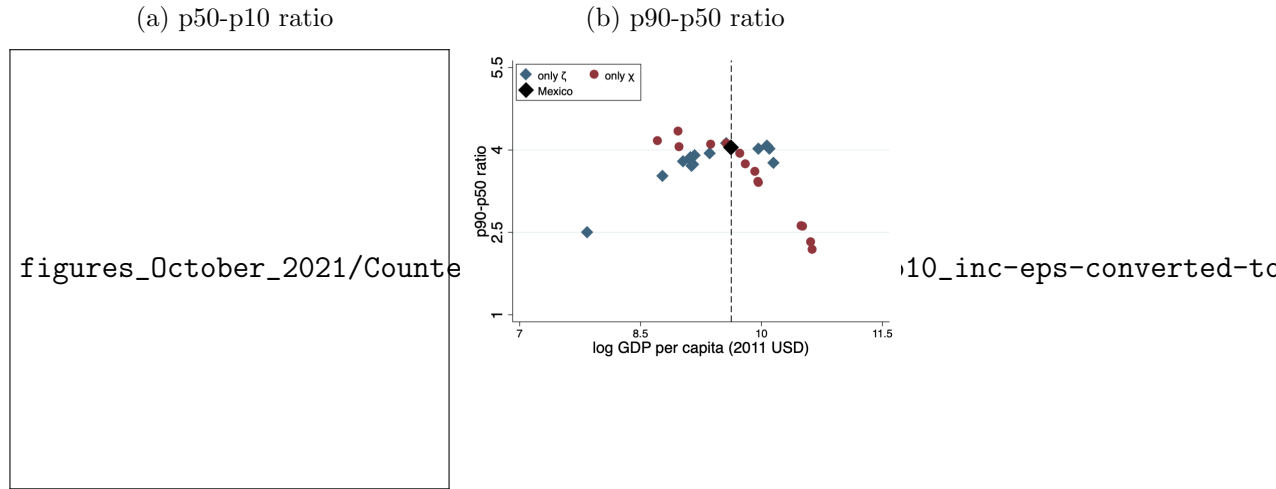 (a) p50-p10 ratio
(b) p90-p50 ratio
figures_October_2021/Counte
p10_inc-eps-converted-to
only ζ
only χ
Mexico
p90-p50 ratio
5.5
4
2.5
1
7
8.5
10
11.5
log GDP per capita (2011 USD)